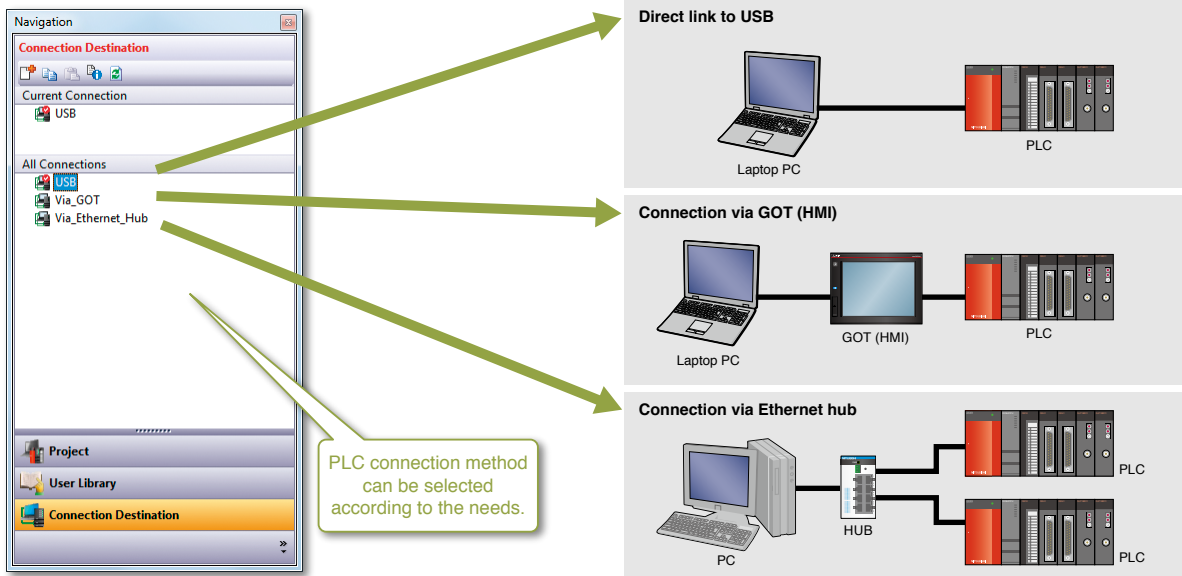 Navigation
Connection Destination
Current Connection
USB
All Connections
USB
Via_GOT
Via_Ethernet_Hub
Project
User Library
Connection Destination
PLC connection method
can be selected
according to the needs.
Direct link to USB
Laptop PC
PLC
Connection via GOT (HMI)
Laptop PC
GOT (HMI)
PLC
Connection via Ethernet hub
PC
HUB
PLC
PLC